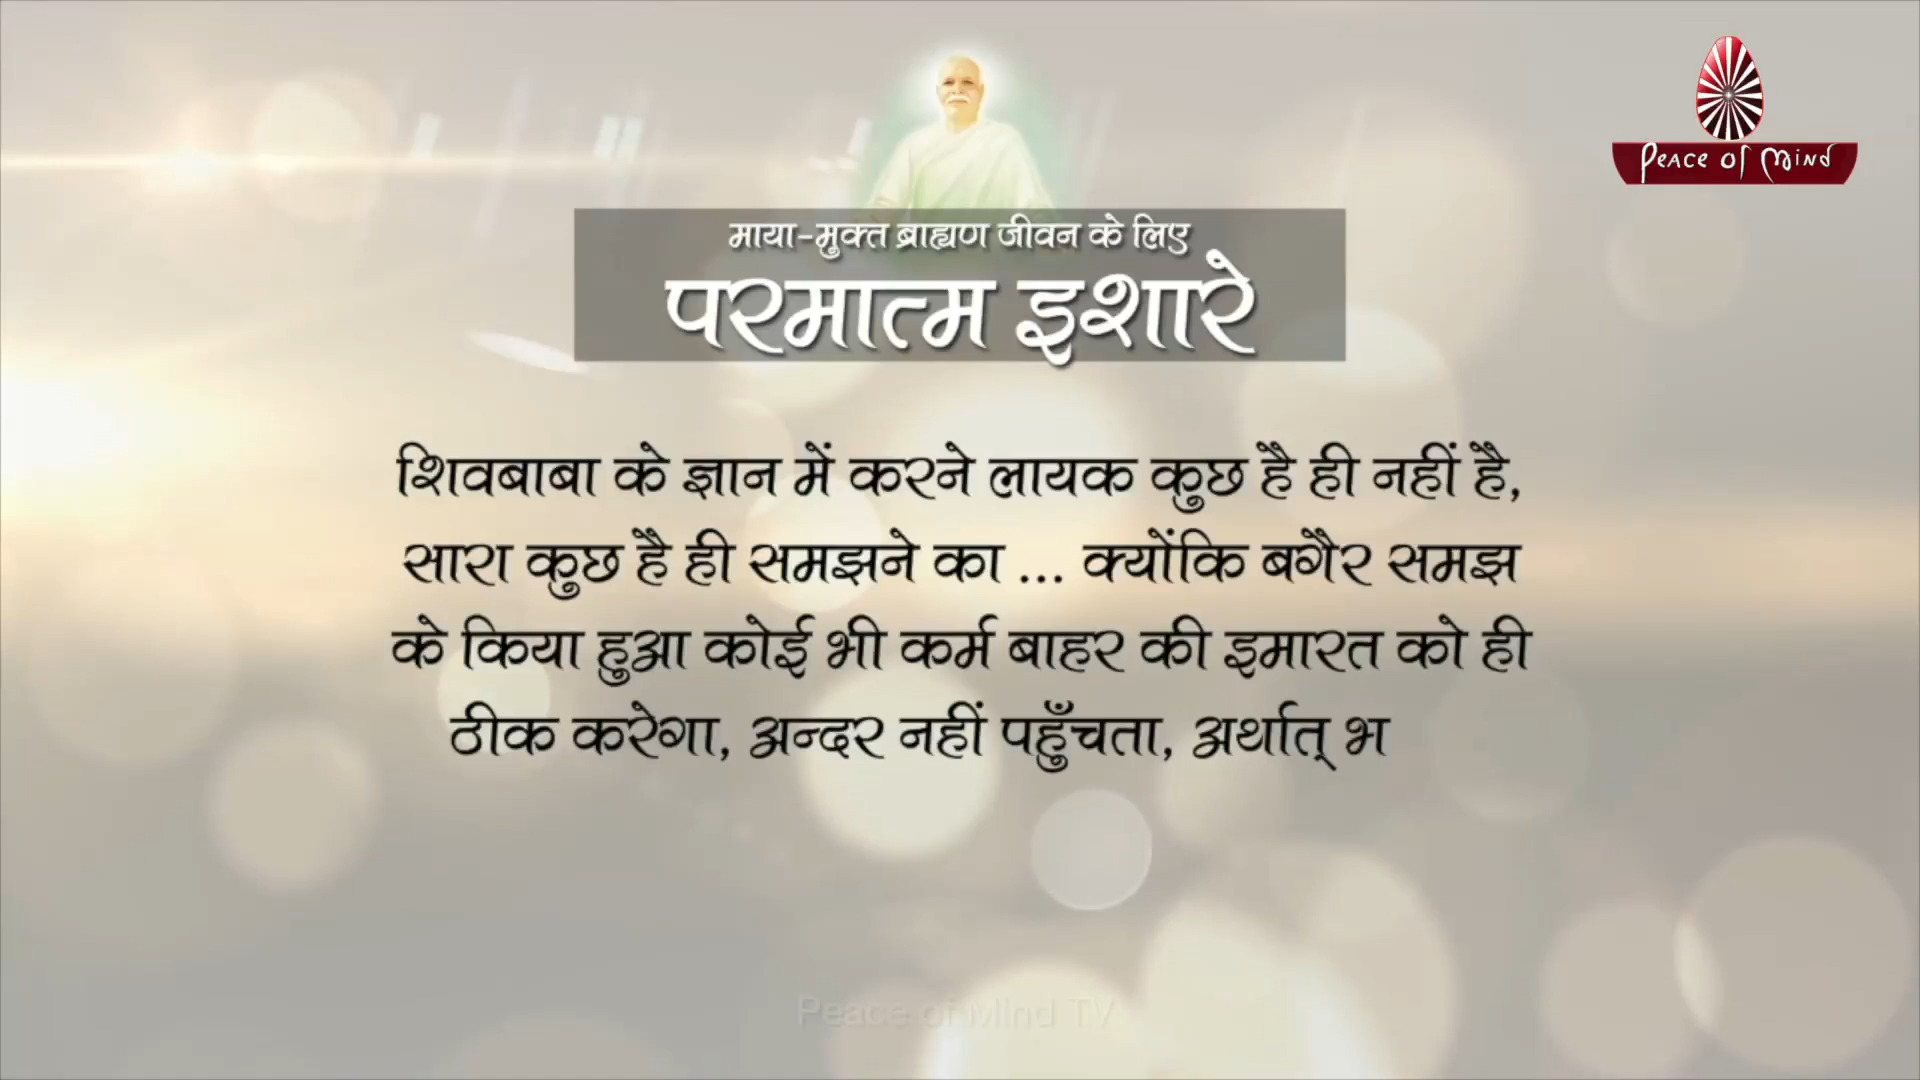 Peace of Mind
माया-मुक्त ब्राह्मण जीवन के लिए
परमात्म इशारे
शिवबाबा के ज्ञान में करने लायक कुछ है ही नहीं है,
सारा कुछ है ही समझने का ... क्योंकि बगैर समझ
के किया हुआ कोई भी कर्म बाहर की इमारत को ही
ठीक करेगा, अन्दर नहीं पहुँचता, अर्थात् भ
Peace of Mind TV